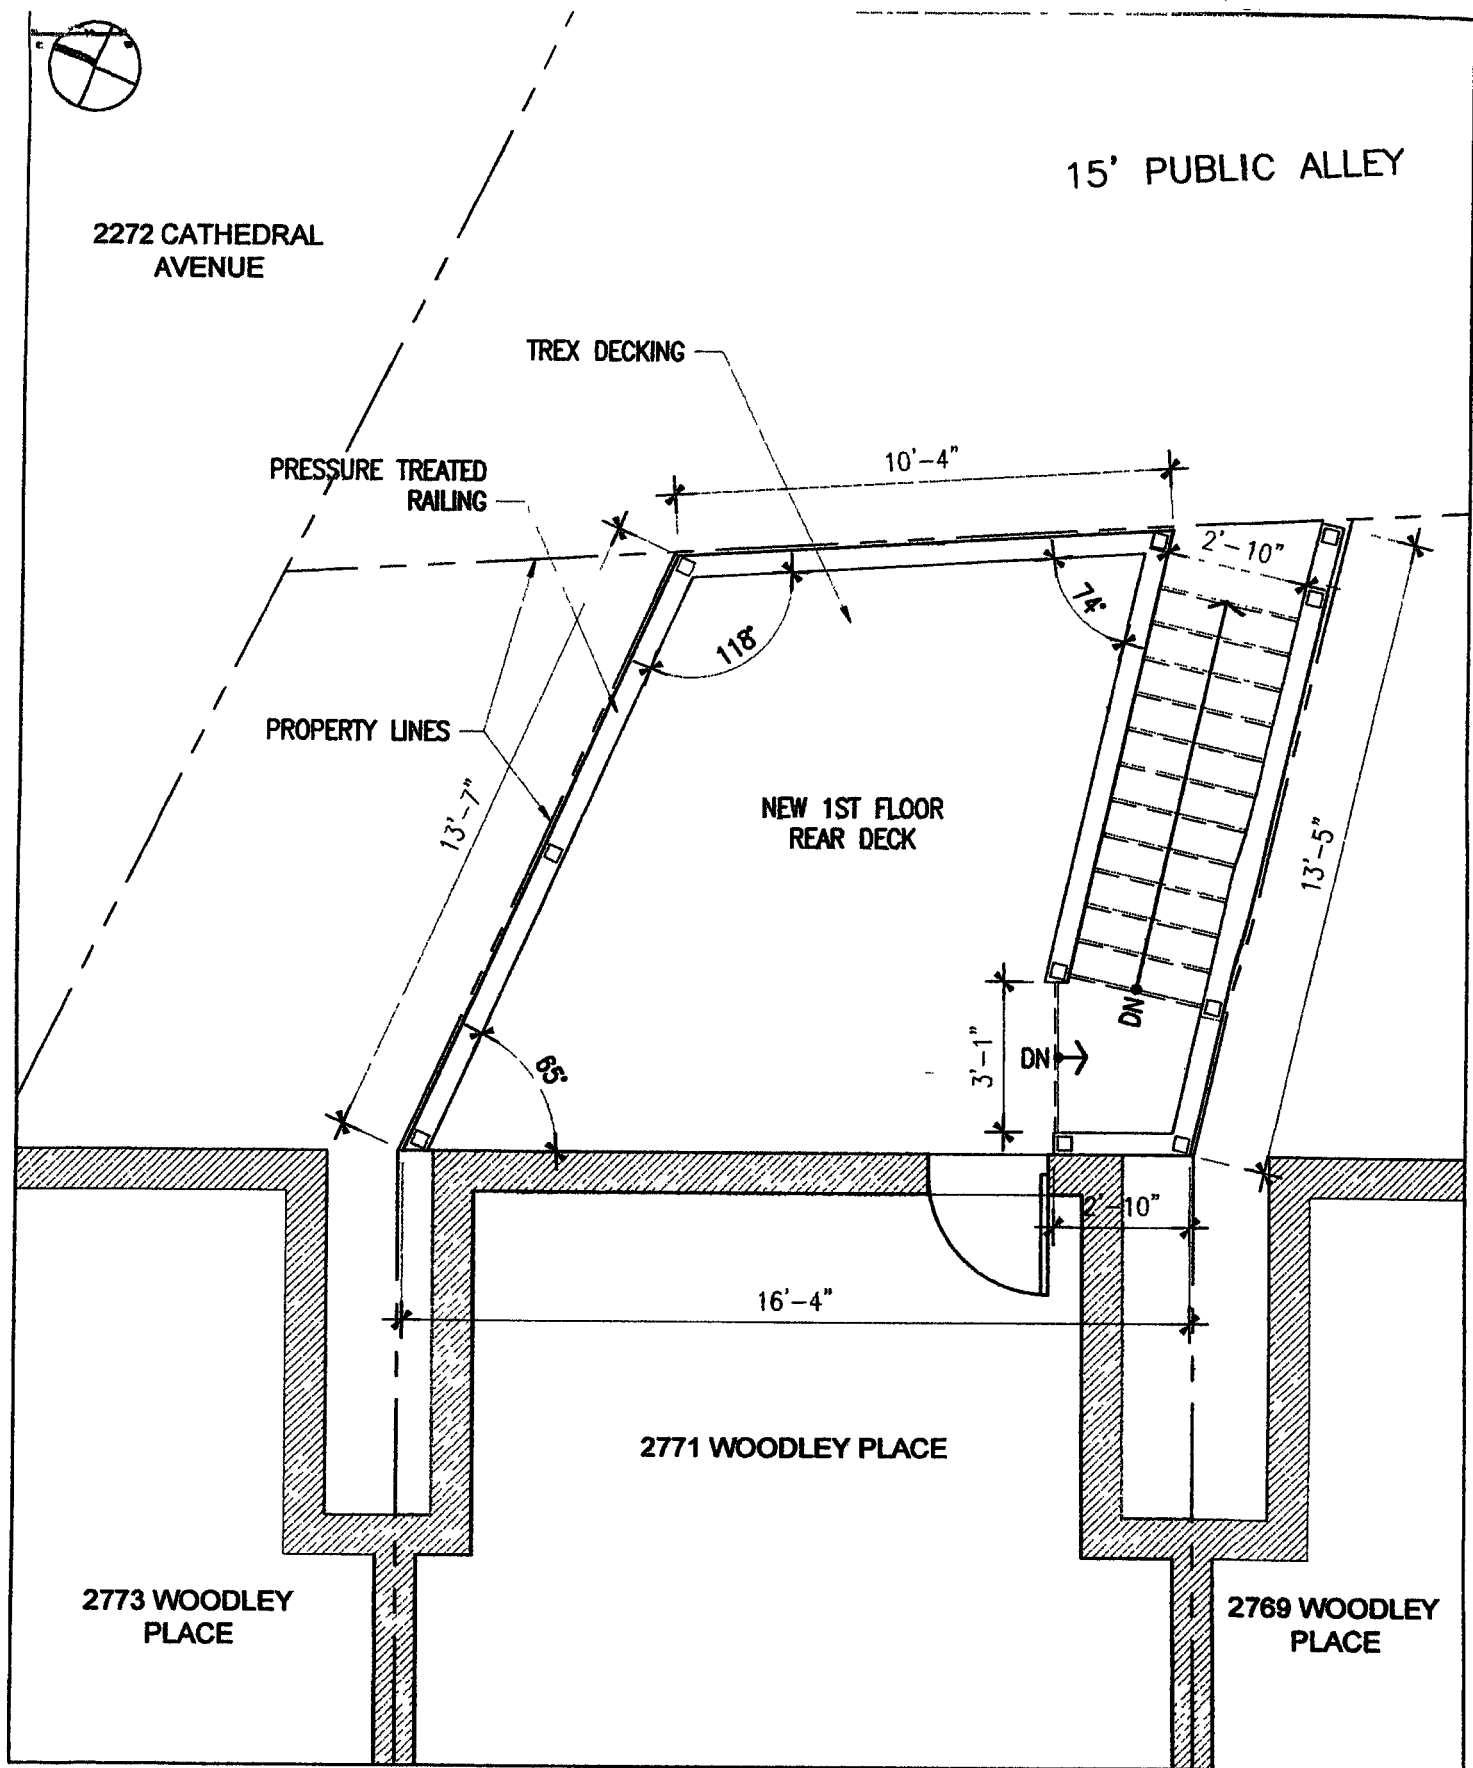 15' PUBLIC ALLEY
2272 CATHEDRAL
AVENUE
TREX DECKING
10'-4"
PRESSURE TREATED
RAILING
2'-10"
74°
118°
PROPERTY LINES
13'-7"
NEW 1ST FLOOR
REAR DECK
13'-5"
DN
3'-1"
DN
65°
2'-10"
16'-4"
2771 WOODLEY PLACE
2773 WOODLEY
PLACE
2769 WOODLEY
PLACE